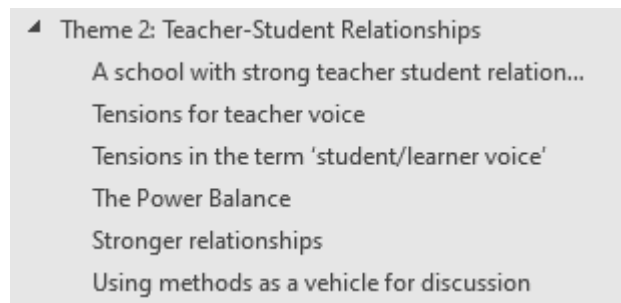 Theme 2: Teacher-Student Relationships
A school with strong teacher student relation...
Tensions for teacher voice
Tensions in the term ‘student/learner voice’
The Power Balance
Stronger relationships
Using methods as a vehicle for discussion